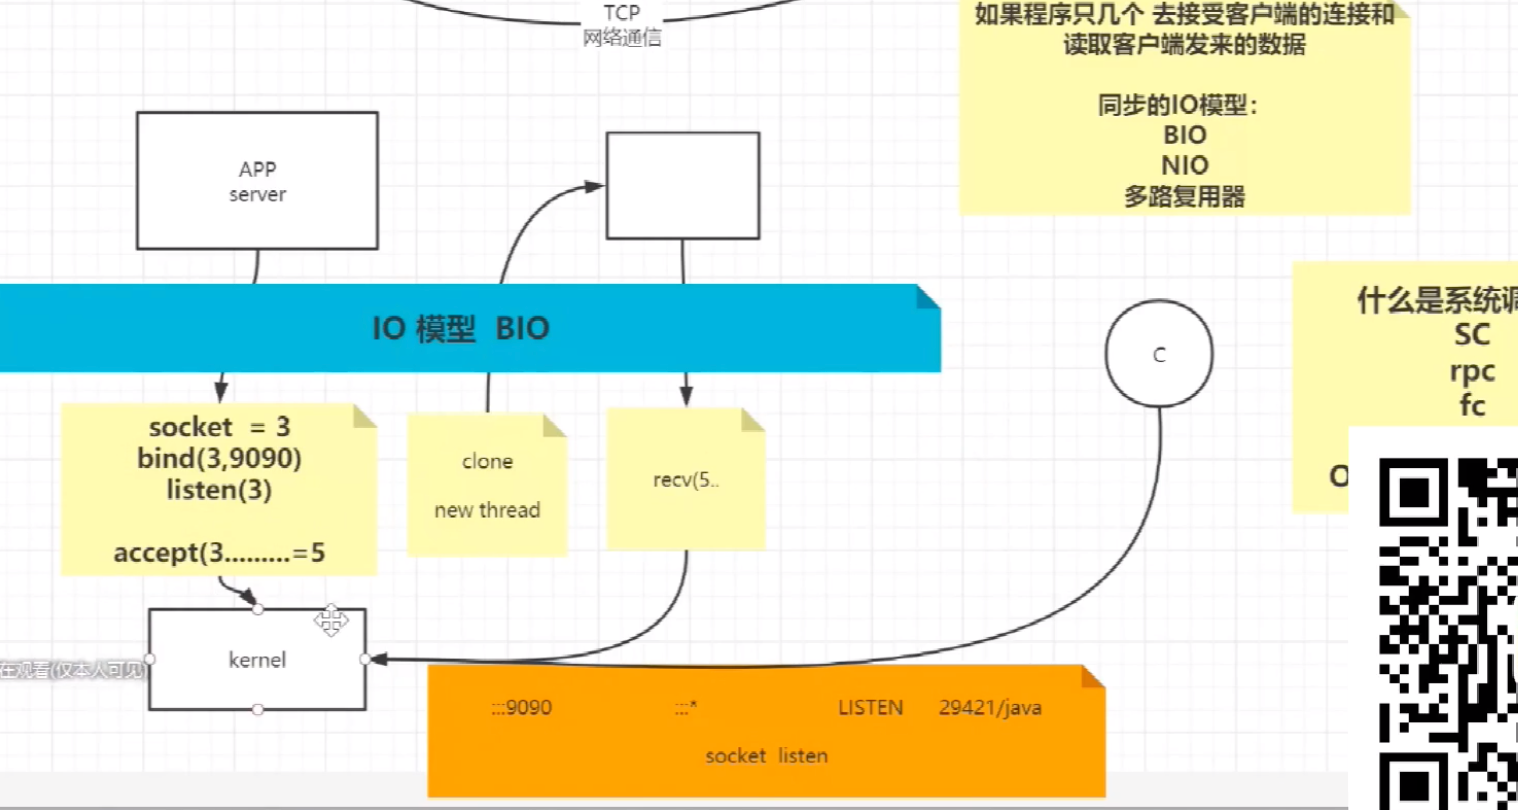 TCP
网络通信
如果程序只几个 去接受客户端的连接和
读取客户端发来的数据
同步的IO模型：
BIO
NIO
多路复用器
APP
server
IO 模型 BIO
什么是系统调
SC
rpc
fc
O
C
socket = 3
bind(3,9090)
listen(3)
accept(3.........=5
clone
new thread
recv(5..
kernel
在观看(仅本人可见)
:::9090 :::* LISTEN 29421/java
socket listen